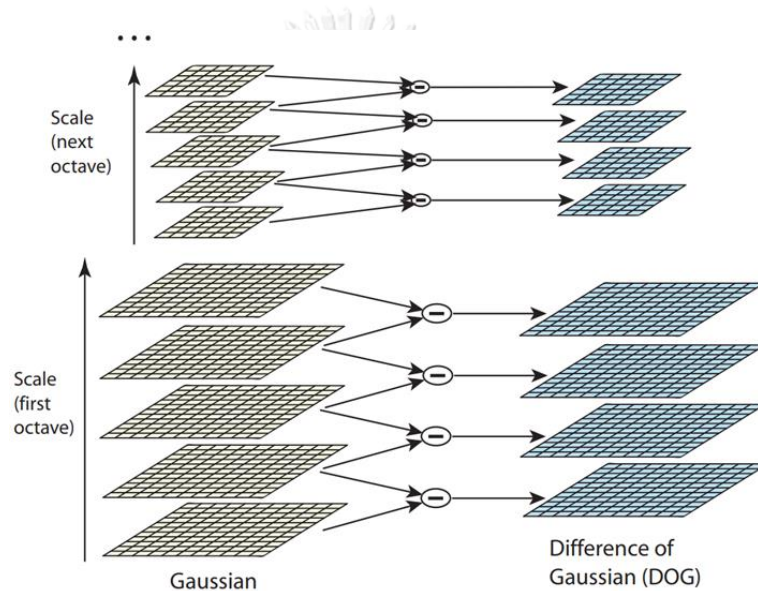 ...
Scale
(next
octave)
Scale
(first
octave)
Gaussian
Difference of
Gaussian (DOG)